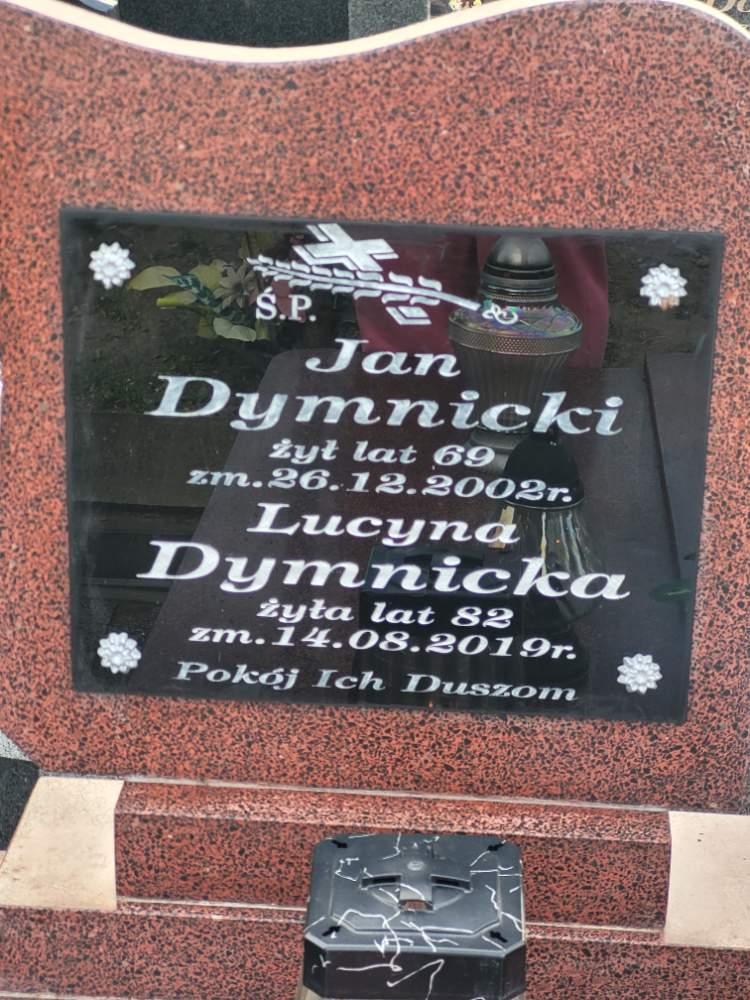 Ś.P.
Jan
Dymnicki
żył lat 69
zm.26.12.2002r.
Lucyna
Dymnicka
żyła lat 82
zm.14.08.2019r.
Pokój Ich Duszom